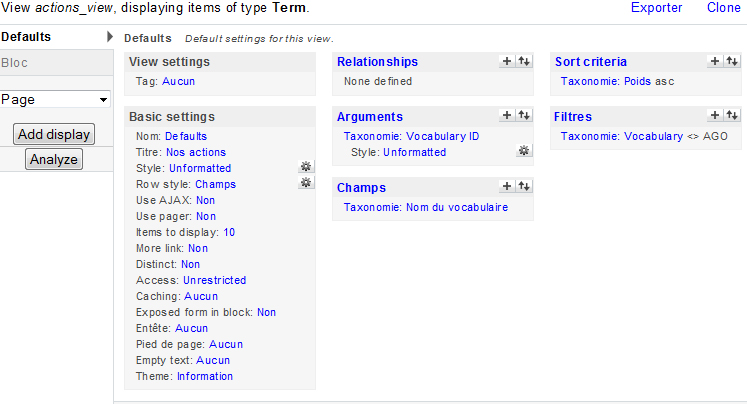 View actions_view, displaying items of type Term.
Exporter Clone
Defaults
Bloc
Page
Add display
Analyze
Defaults Default settings for this view.
View settings
Tag: Aucun
Basic settings
Nom: Defaults
Titre: Nos actions
Style: Unformatted
Row style: Champs
Use AJAX: Non
Use pager: Non
Items to display: 10
More link: Non
Distinct: Non
Access: Unrestricted
Caching: Aucun
Exposed form in block: Non
Entête: Aucun
Pied de page: Aucun
Empty text: Aucun
Theme: Information
Relationships
None defined
Arguments
Taxonomie: Vocabulary ID
Style: Unformatted
Champs
Taxonomie: Nom du vocabulaire
Sort criteria
Taxonomie: Poids asc
Filtres
Taxonomie: Vocabulary <> AGO